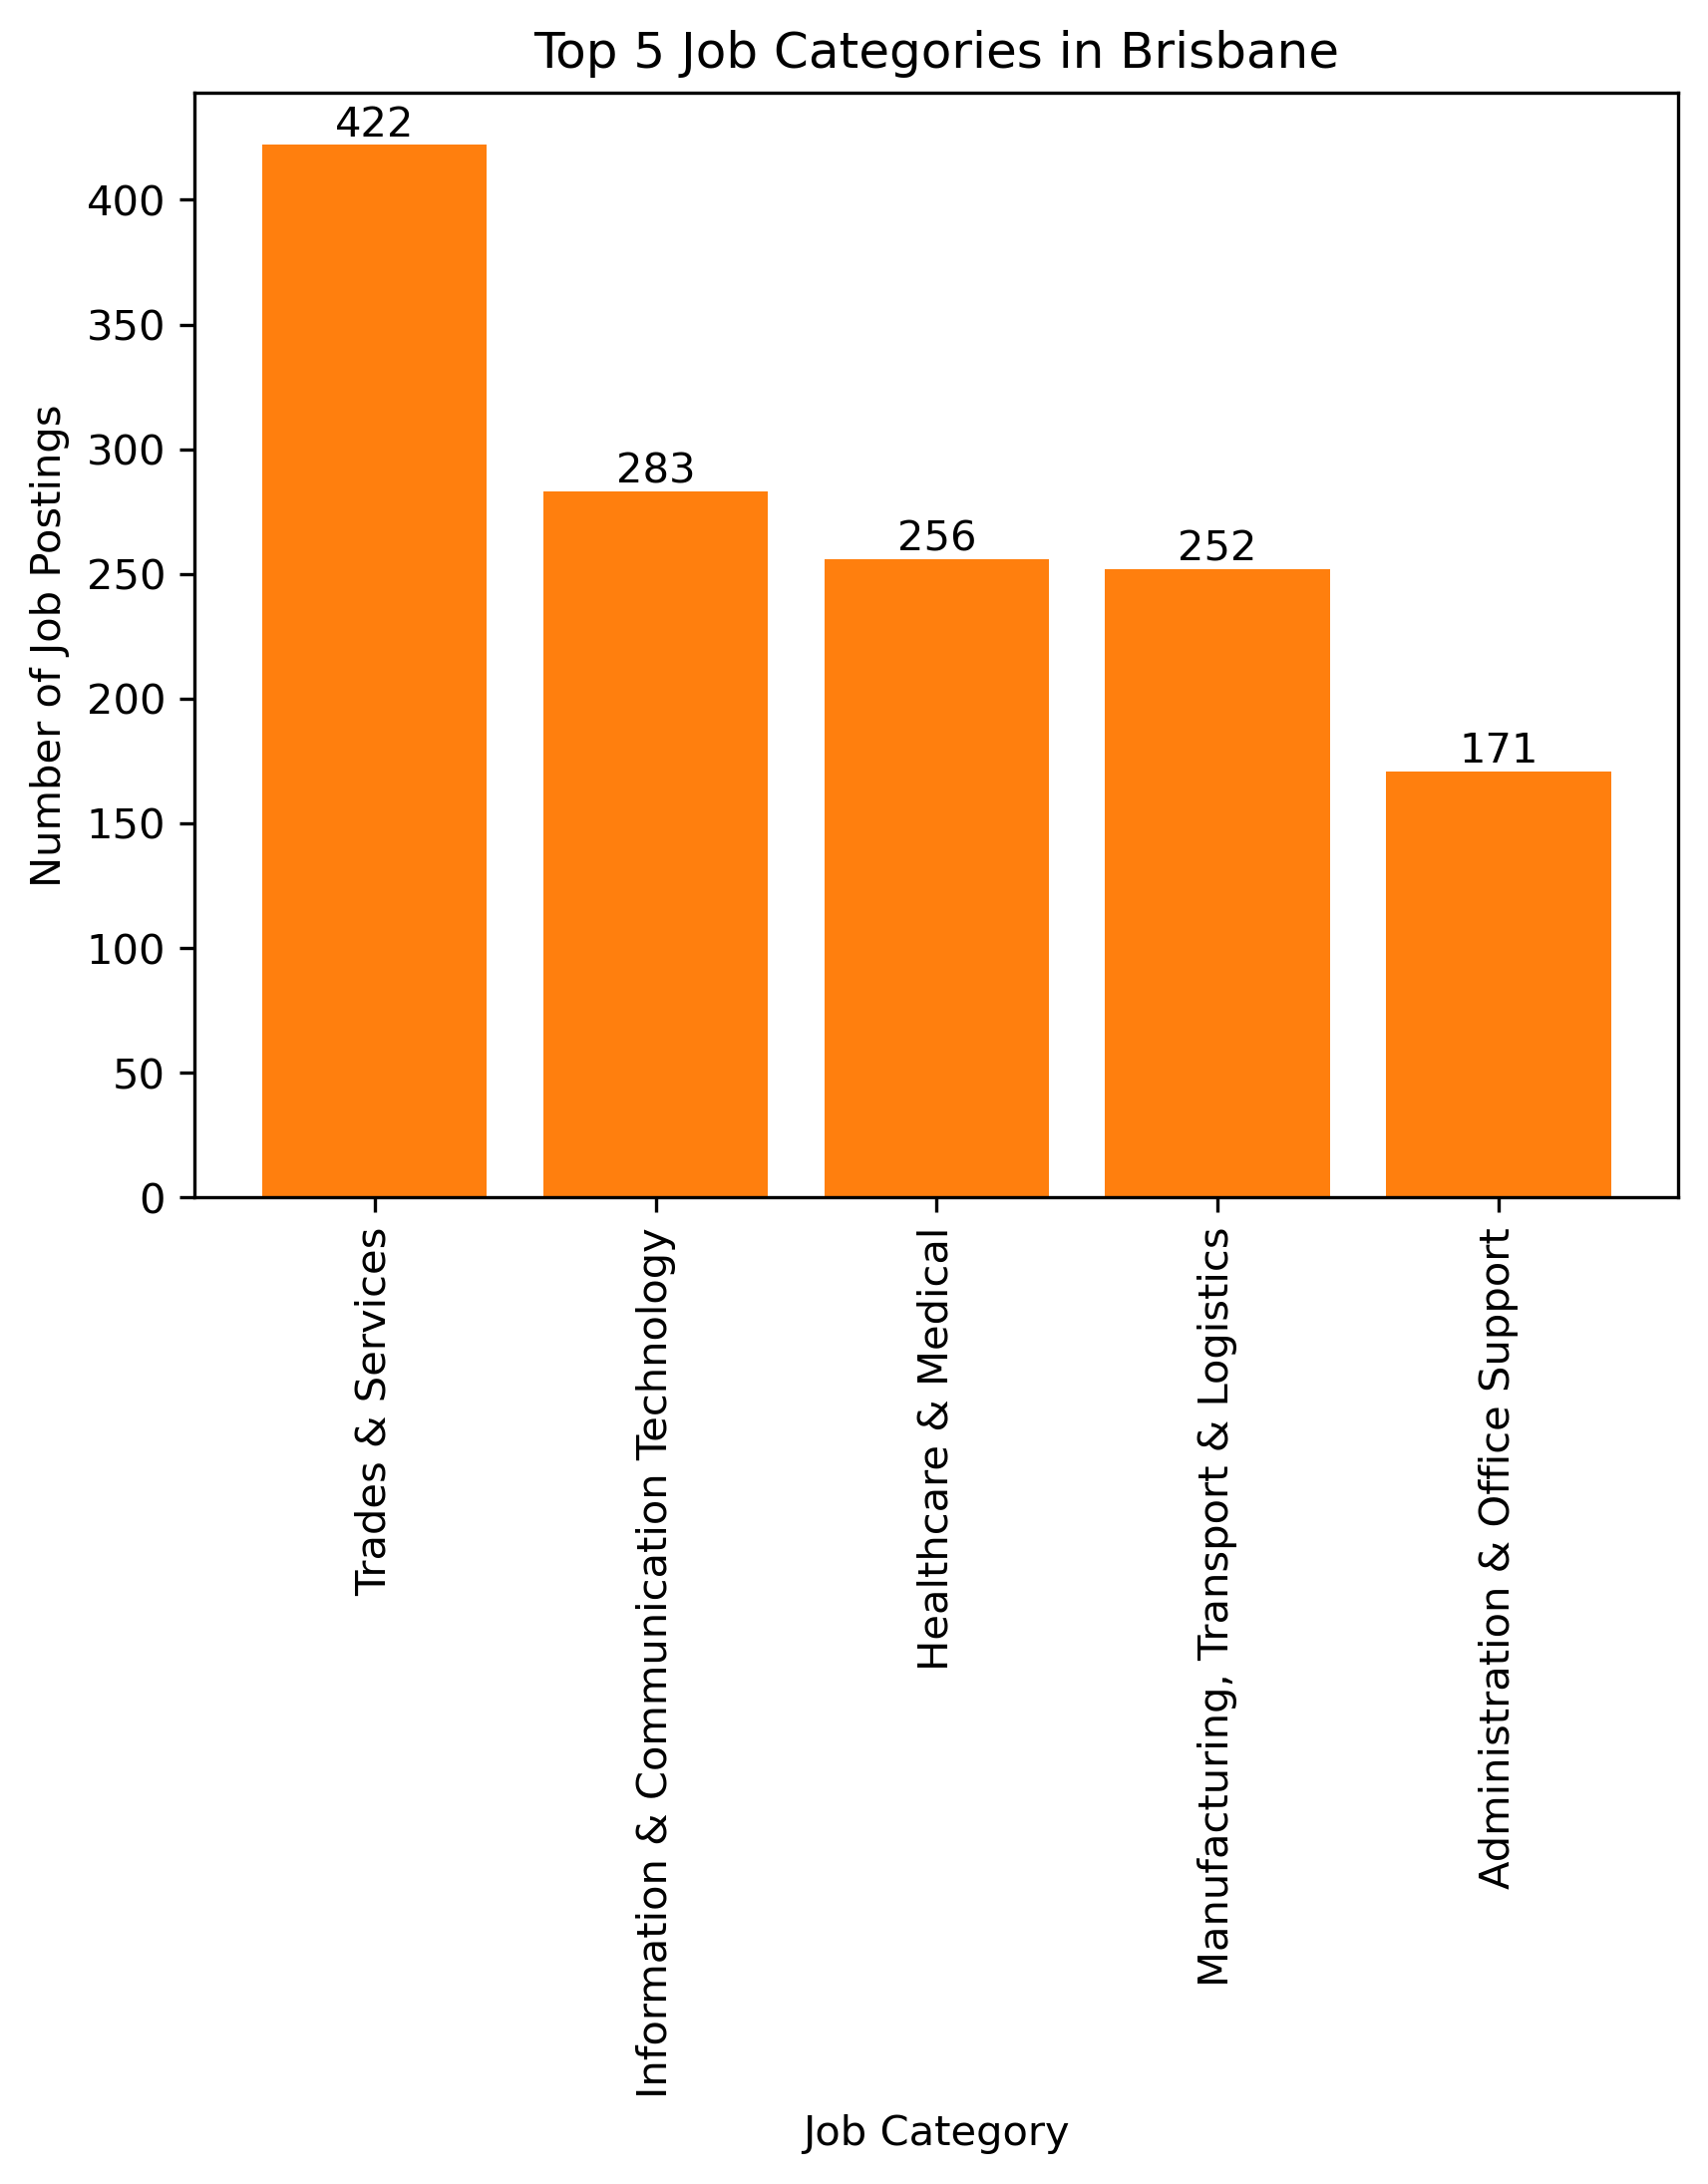 Top 5 Job Categories in Brisbane
Number of Job Postings
400
350
300
250
200
150
100
50
0
422
283
256
252
171
Trades & Services
Information & Communication Technology
Healthcare & Medical
Manufacturing, Transport & Logistics
Administration & Office Support
Job Category